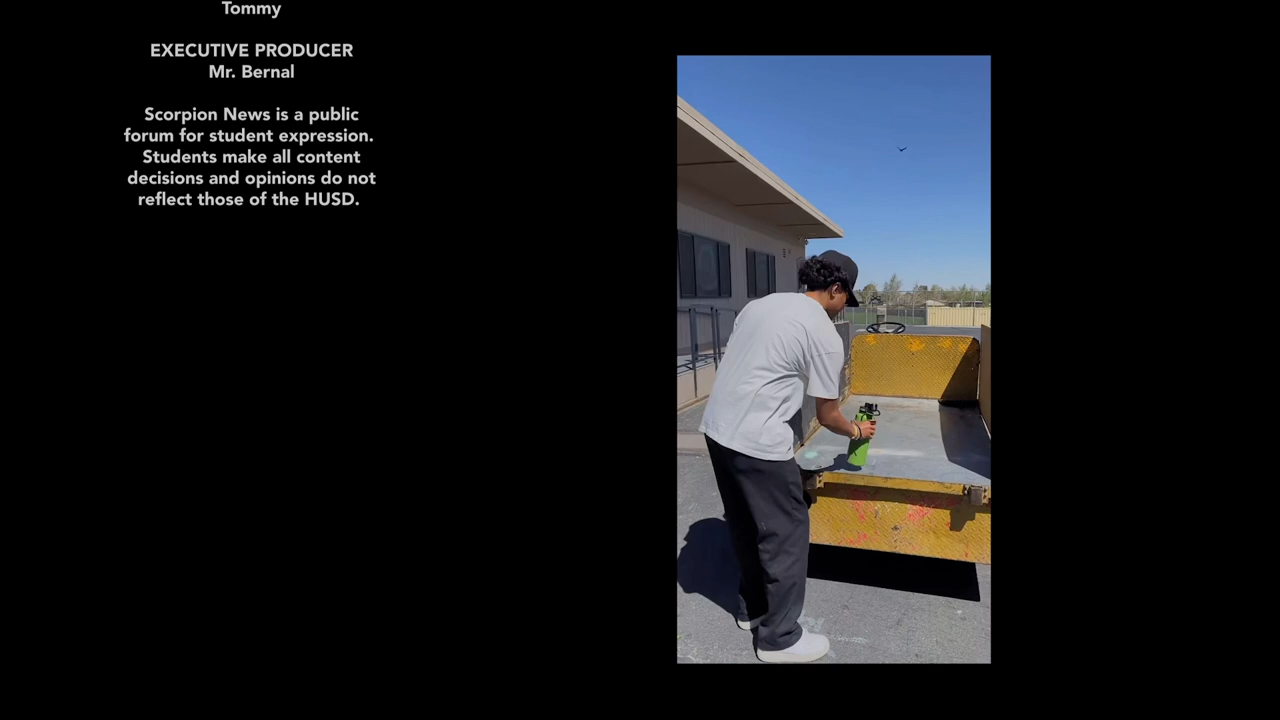 Tommy
EXECUTIVE PRODUCER
Mr. Bernal
Scorpion News is a public
forum for student expression.
Students make all content
decisions and opinions do not
reflect those of the HUSD.